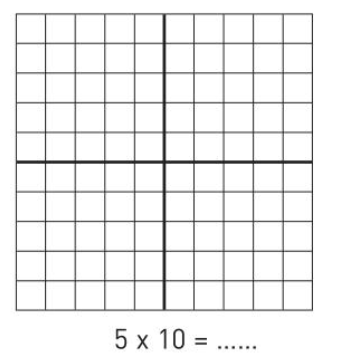 5 x 10 = ......